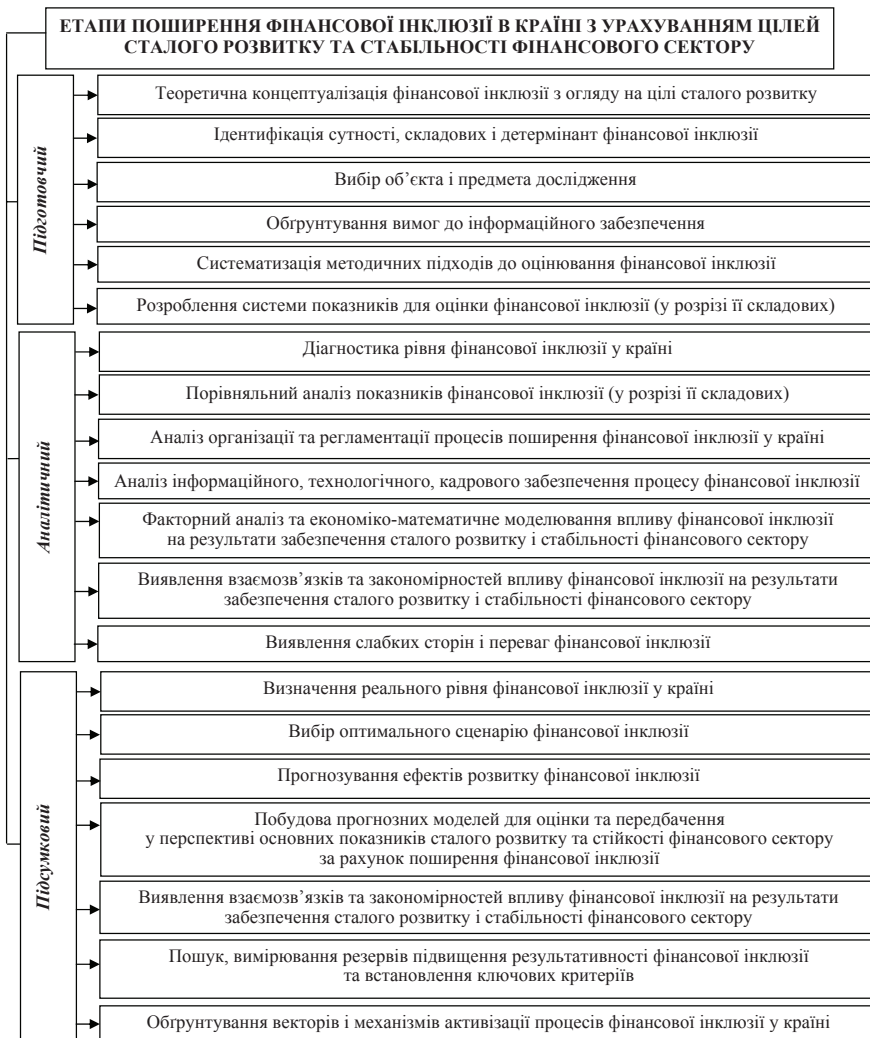 ЕТАПИ ПОШИРЕННЯ ФІНАНСОВОЇ ІНКЛЮЗІЇ В КРАЇНІ З УРАХУВАННЯМ ЦІЛЕЙ
СТАЛОГО РОЗВИТКУ ТА СТАБІЛЬНОСТІ ФІНАНСОВОГО СЕКТОРУ
Підготовчий
Теоретична концептуалізація фінансової інклюзії з огляду на цілі сталого розвитку
Ідентифікація сутності, складових і детермінант фінансової інклюзії
Вибір об’єкта і предмета дослідження
Обґрунтування вимог до інформаційного забезпечення
Систематизація методичних підходів до оцінювання фінансової інклюзії
Розроблення системи показників для оцінки фінансової інклюзії (у розрізі її складових)
Аналітичний
Діагностика рівня фінансової інклюзії у країні
Порівняльний аналіз показників фінансової інклюзії (у розрізі її складових)
Аналіз організації та регламентації процесів поширення фінансової інклюзії у країні
Аналіз інформаційного, технологічного, кадрового забезпечення процесу фінансової інклюзії
Факторний аналіз та економіко-математичне моделювання впливу фінансової інклюзії
на результати забезпечення сталого розвитку і стабільності фінансового сектору
Виявлення взаємозв’язків та закономірностей впливу фінансової інклюзії на результати
забезпечення сталого розвитку і стабільності фінансового сектору
Виявлення слабких сторін і переваг фінансової інклюзії
Підсумковий
Визначення реального рівня фінансової інклюзії у країні
Вибір оптимального сценарію фінансової інклюзії
Прогнозування ефектів розвитку фінансової інклюзії
Побудова прогнозних моделей для оцінки та передбачення
у перспективі основних показників сталого розвитку та стійкості фінансового сектору
за рахунок поширення фінансової інклюзії
Виявлення взаємозв’язків та закономірностей впливу фінансової інклюзії на результати
забезпечення сталого розвитку і стабільності фінансового сектору
Пошук, вимірювання резервів підвищення результативності фінансової інклюзії
та встановлення ключових критеріїв
Обґрунтування векторів і механізмів активізації процесів фінансової інклюзії у країні